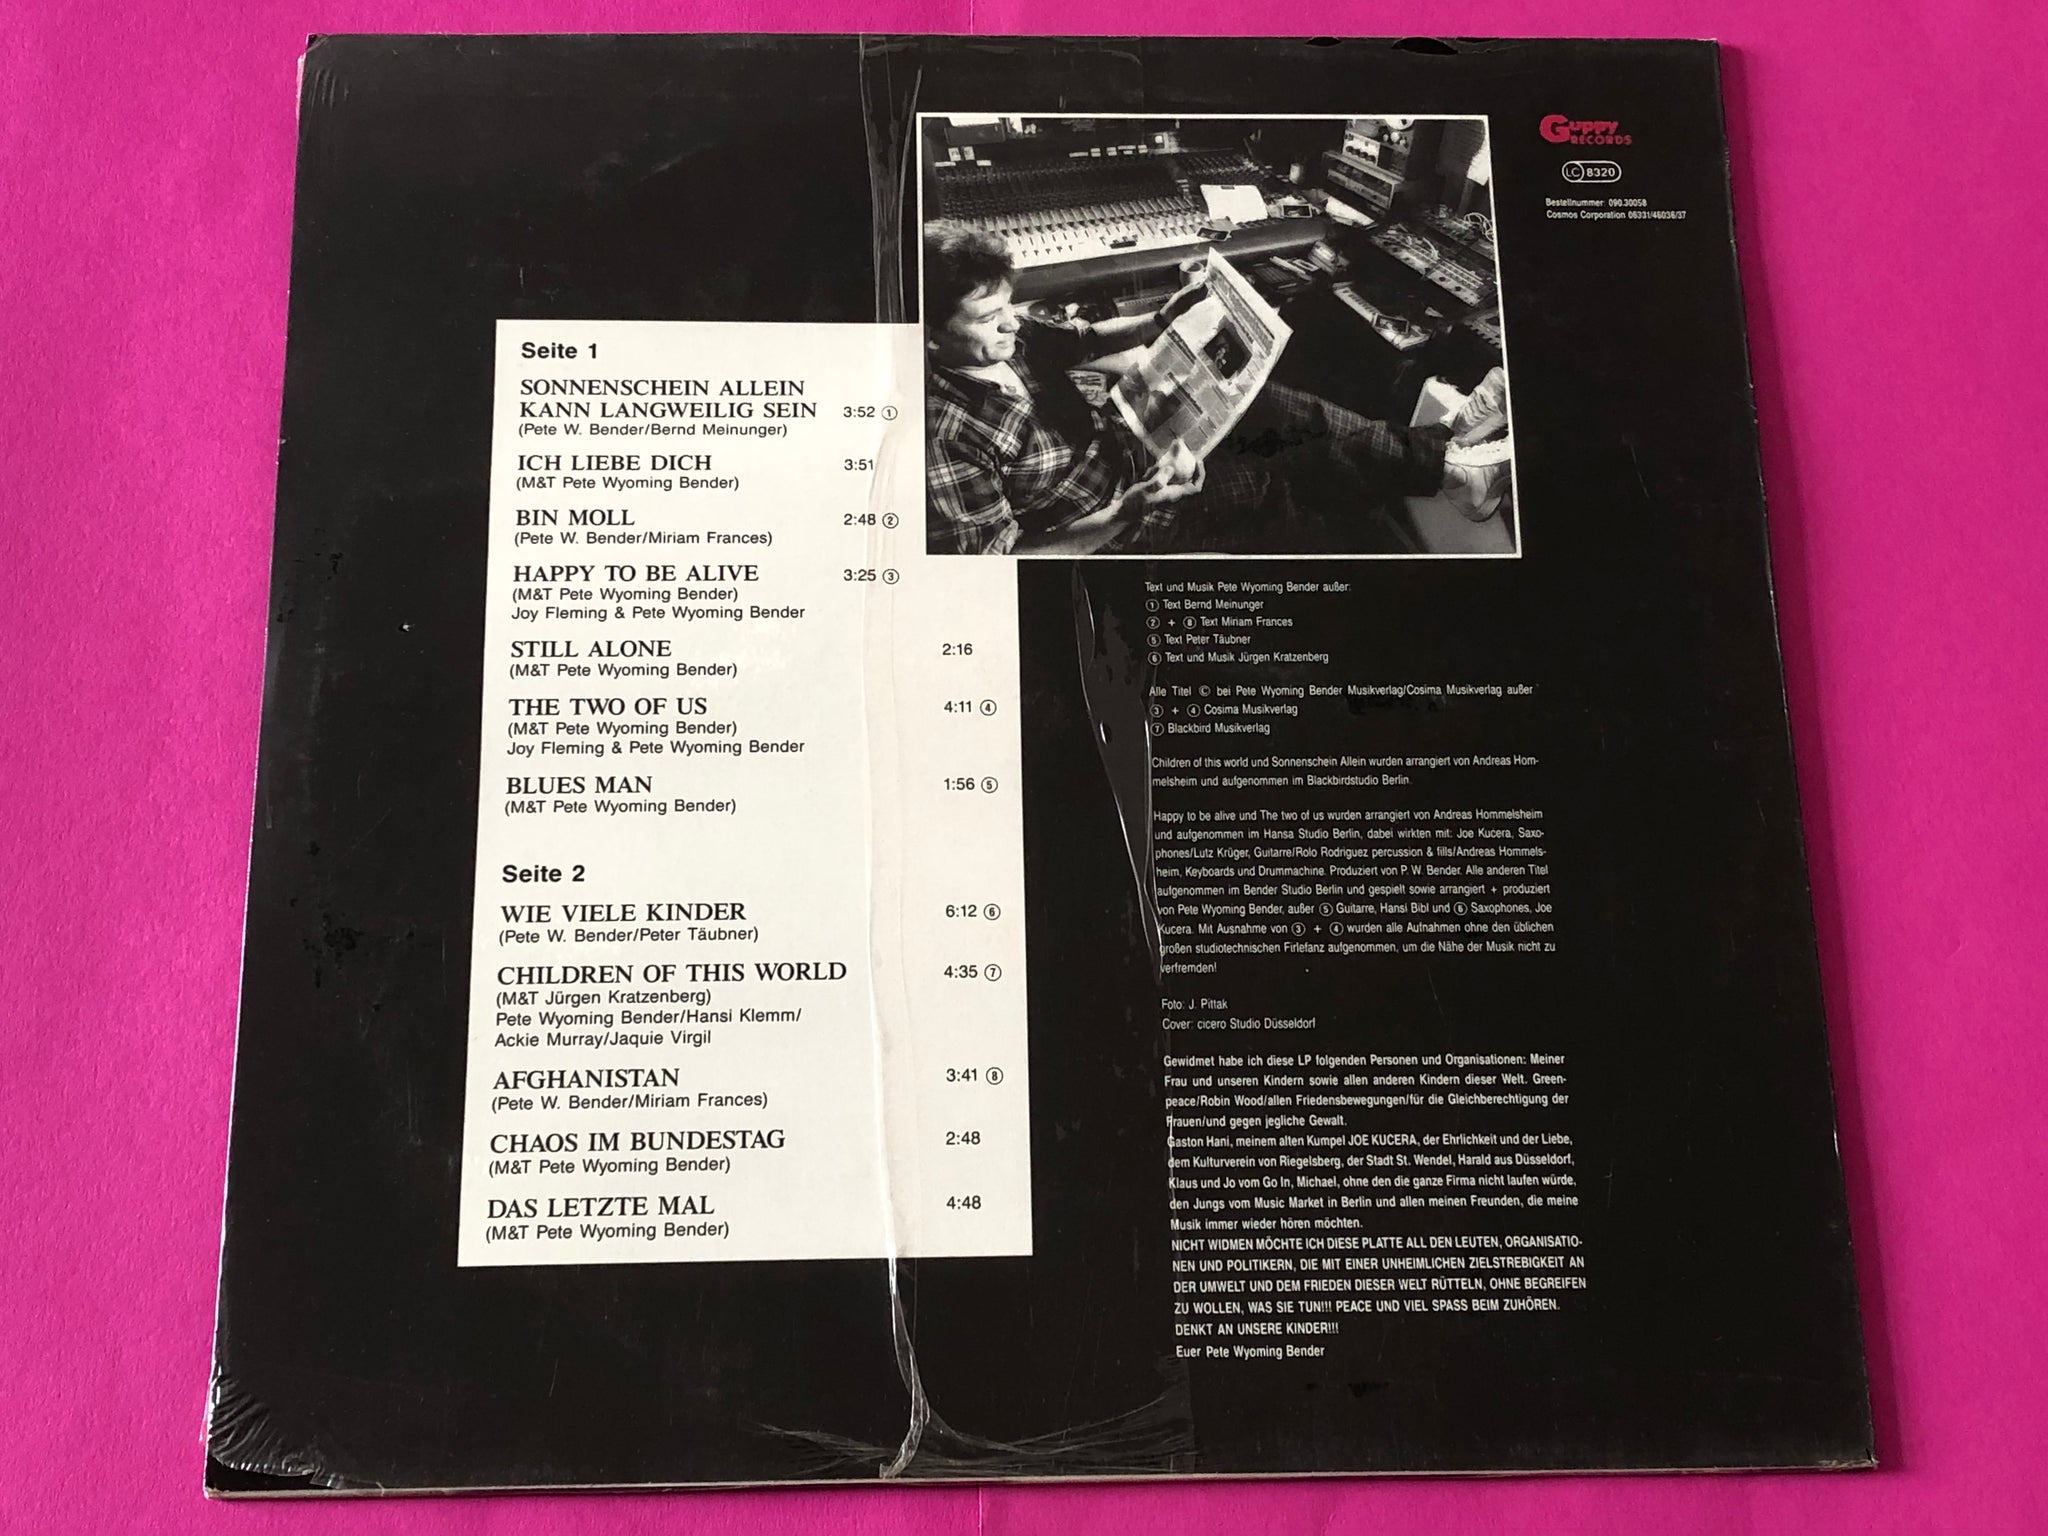 Guppy
RECORDS
LC 8320
Bestellnummer: 090.30058
Cosmos Corporation 06331/46036/37
Seite 1
SONNENSCHEIN ALLEIN
KANN LANGWEILIG SEIN 3:52 ①
(Pete W. Bender/Bernd Meinunger)
ICH LIEBE DICH 3:51
(M&T Pete Wyoming Bender)
BIN MOLL 2:48 ②
(Pete W. Bender/Miriam Frances)
HAPPY TO BE ALIVE 3:25 ③
(M&T Pete Wyoming Bender)
Joy Fleming & Pete Wyoming Bender
STILL ALONE 2:16
(M&T Pete Wyoming Bender)
THE TWO OF US 4:11 ④
(M&T Pete Wyoming Bender)
Joy Fleming & Pete Wyoming Bender
BLUES MAN 1:56 ⑤
(M&T Pete Wyoming Bender)
Seite 2
WIE VIELE KINDER 6:12 ⑥
(Pete W. Bender/Peter Täubner)
CHILDREN OF THIS WORLD 4:35 ⑦
(M&T Jürgen Kratzenberg)
Pete Wyoming Bender/Hansi Klemm/
Ackie Murray/Jaquie Virgil
AFGHANISTAN 3:41 ⑧
(Pete W. Bender/Miriam Frances)
CHAOS IM BUNDESTAG 2:48
(M&T Pete Wyoming Bender)
DAS LETZTE MAL 4:48
(M&T Pete Wyoming Bender)
Text und Musik Pete Wyoming Bender außer:
① Text Bernd Meinunger
② + ⑧ Text Miriam Frances
⑤ Text Peter Täubner
⑥ Text und Musik Jürgen Kratzenberg
Alle Titel © bei Pete Wyoming Bender Musikverlag/Cosima Musikverlag außer
③ + ④ Cosima Musikverlag
⑦ Blackbird Musikverlag
Children of this world und Sonnenschein Allein wurden arrangiert von Andreas Hom-
melsheim und aufgenommen im Blackbirdstudio Berlin.
Happy to be alive und The two of us wurden arrangiert von Andreas Hommelsheim
und aufgenommen im Hansa Studio Berlin, dabei wirkten mit: Joe Kucera, Saxo-
phones/Lutz Krüger, Guitarre/Rolo Rodriguez percussion & fills/Andreas Hommels-
heim, Keyboards und Drummachine. Produziert von P. W. Bender. Alle anderen Titel
aufgenommen im Bender Studio Berlin und gespielt sowie arrangiert + produziert
von Pete Wyoming Bender, außer ⑤ Guitarre, Hansi Bibl und ⑥ Saxophones, Joe
Kucera. Mit Ausnahme von ③ + ④ wurden alle Aufnahmen ohne den üblichen
großen studiotechnischen Firlefanz aufgenommen, um die Nähe der Musik nicht zu
verfremden!
Foto: J. Pittak
Cover: cicero Studio Düsseldorf
Gewidmet habe ich diese LP folgenden Personen und Organisationen: Meiner
Frau und unseren Kindern sowie allen anderen Kindern dieser Welt. Green-
peace/Robin Wood/allen Friedensbewegungen/für die Gleichberechtigung der
Frauen/und gegen jegliche Gewalt.
Gaston Hani, meinem alten Kumpel JOE KUCERA, der Ehrlichkeit und der Liebe,
dem Kulturverein von Riegelsberg, der Stadt St. Wendel, Harald aus Düsseldorf,
Klaus und Jo vom Go In, Michael, ohne den die ganze Firma nicht laufen würde,
den Jungs vom Music Market in Berlin und allen meinen Freunden, die meine
Musik immer wieder hören möchten.
NICHT WIDMEN MÖCHTE ICH DIESE PLATTE ALL DEN LEUTEN, ORGANISATIO-
NEN UND POLITIKERN, DIE MIT EINER UNHEIMLICHEN ZIELSTREBIGKEIT AN
DER UMWELT UND DEM FRIEDEN DIESER WELT RÜTTELN, OHNE BEGREIFEN
ZU WOLLEN, WAS SIE TUN!!! PEACE UND VIEL SPASS BEIM ZUHÖREN.
DENKT AN UNSERE KINDER!!!
Euer Pete Wyoming Bender